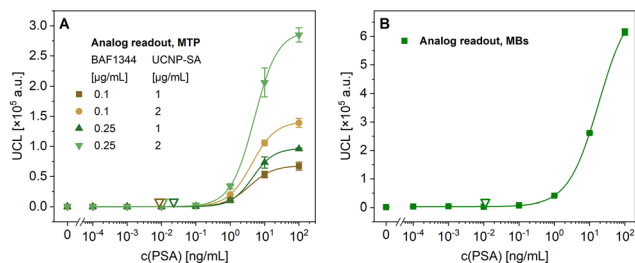 A
Analog readout, MTP
BAF1344 UCNP-SA
[µg/mL] [µg/mL]
0.1 1
0.1 2
0.25 1
0.25 2
UCL [×10⁵ a.u.]
3.0
2.5
2.0
1.5
1.0
0.5
0.0
0 10⁻⁴ 10⁻³ 10⁻² 10⁻¹ 10⁰ 10¹ 10²
c(PSA) [ng/mL]
B
Analog readout, MBs
UCL [×10⁵ a.u.]
6
5
4
3
2
1
0
0 10⁻⁴ 10⁻³ 10⁻² 10⁻¹ 10⁰ 10¹ 10²
c(PSA) [ng/mL]